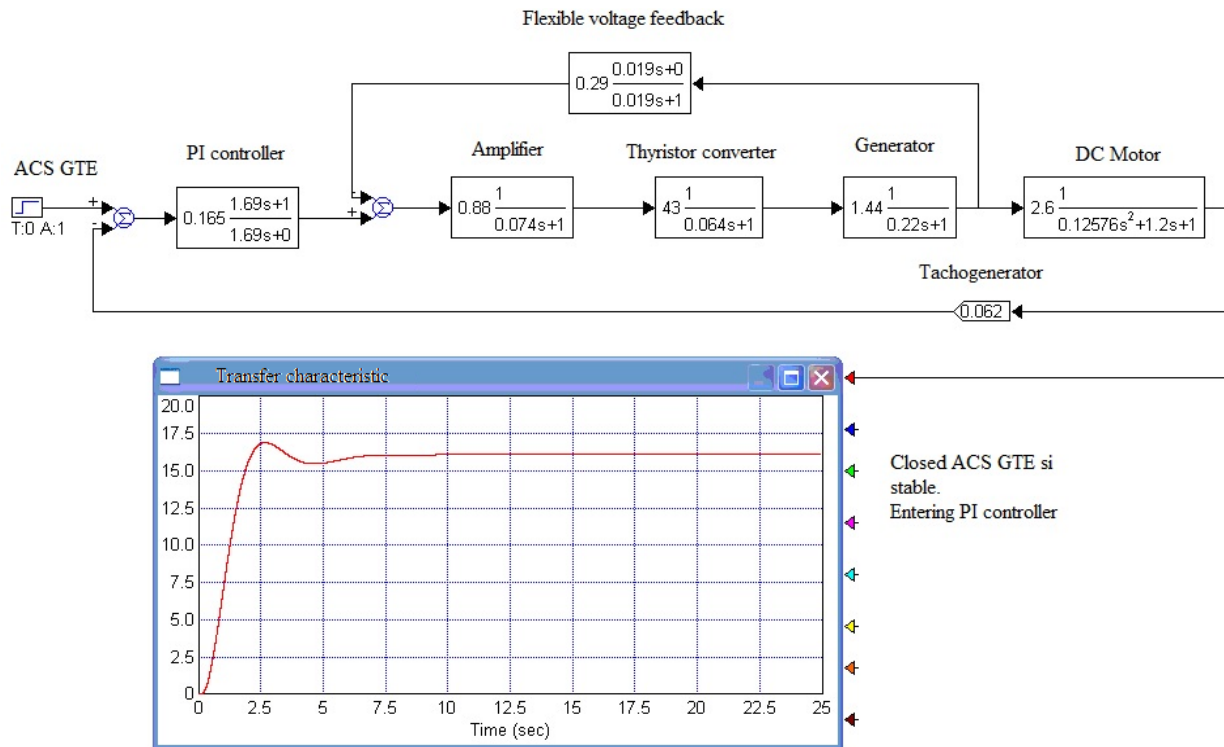 Flexible voltage feedback
0.29 0.019s+0
0.019s+1
ACS GTE
PI controller
Amplifier
Thyristor converter
Generator
DC Motor
T:0 A:1
+
-
Σ
0.165 1.69s+1
1.69s+0
-
+
Σ
0.88 1
0.074s+1
43 1
0.064s+1
1.44 1
0.22s+1
2.6 1
0.12576s²+1.2s+1
Tachogenerator
0.062
Transfer characteristic
20.0
17.5
15.0
12.5
10.0
7.5
5.0
2.5
0
0 2.5 5 7.5 10 12.5 15 17.5 20 22.5 25
Time (sec)
Closed ACS GTE si
stable.
Entering PI controller